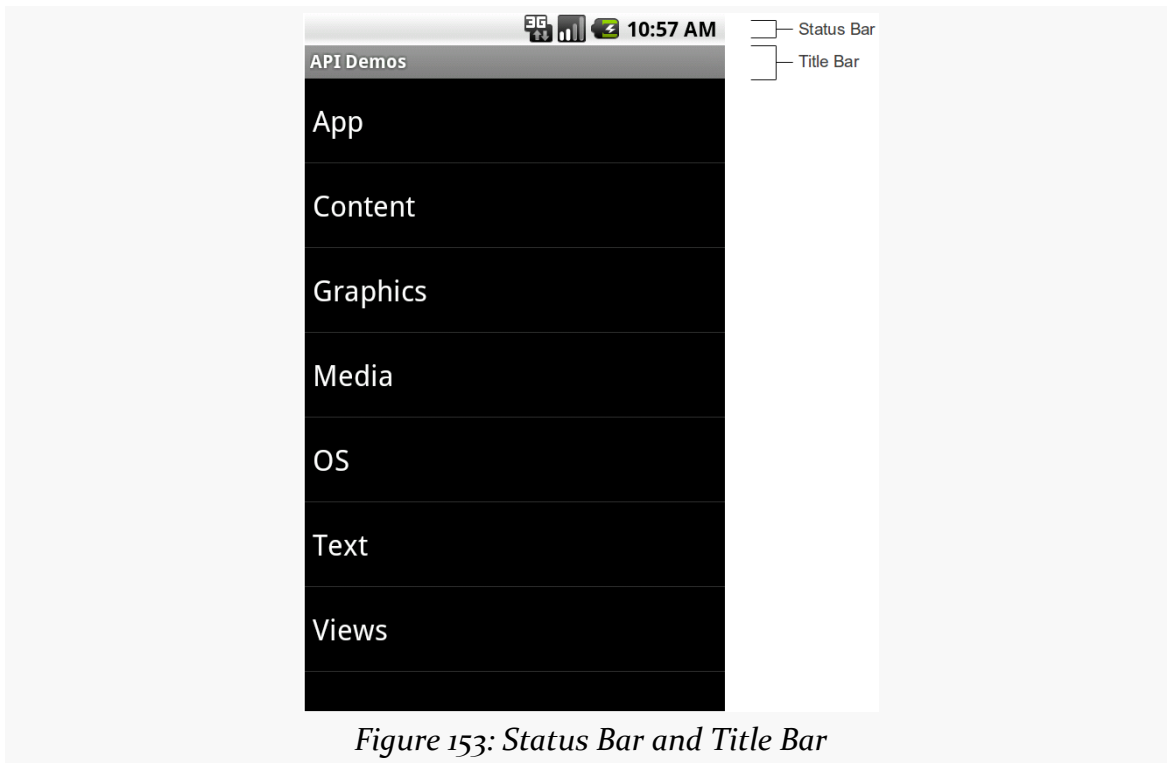 3G 10:57 AM
Status Bar
API Demos
Title Bar
App
Content
Graphics
Media
OS
Text
Views
Figure 153: Status Bar and Title Bar